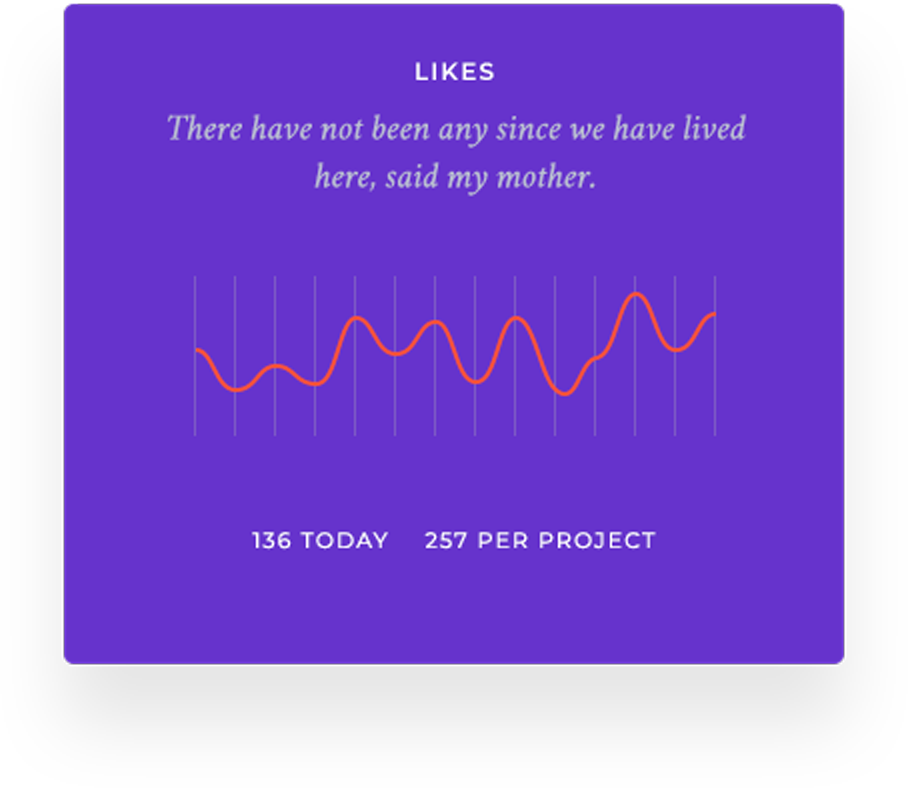 LIKES
There have not been any since we have lived
here, said my mother.
136 TODAY 257 PER PROJECT